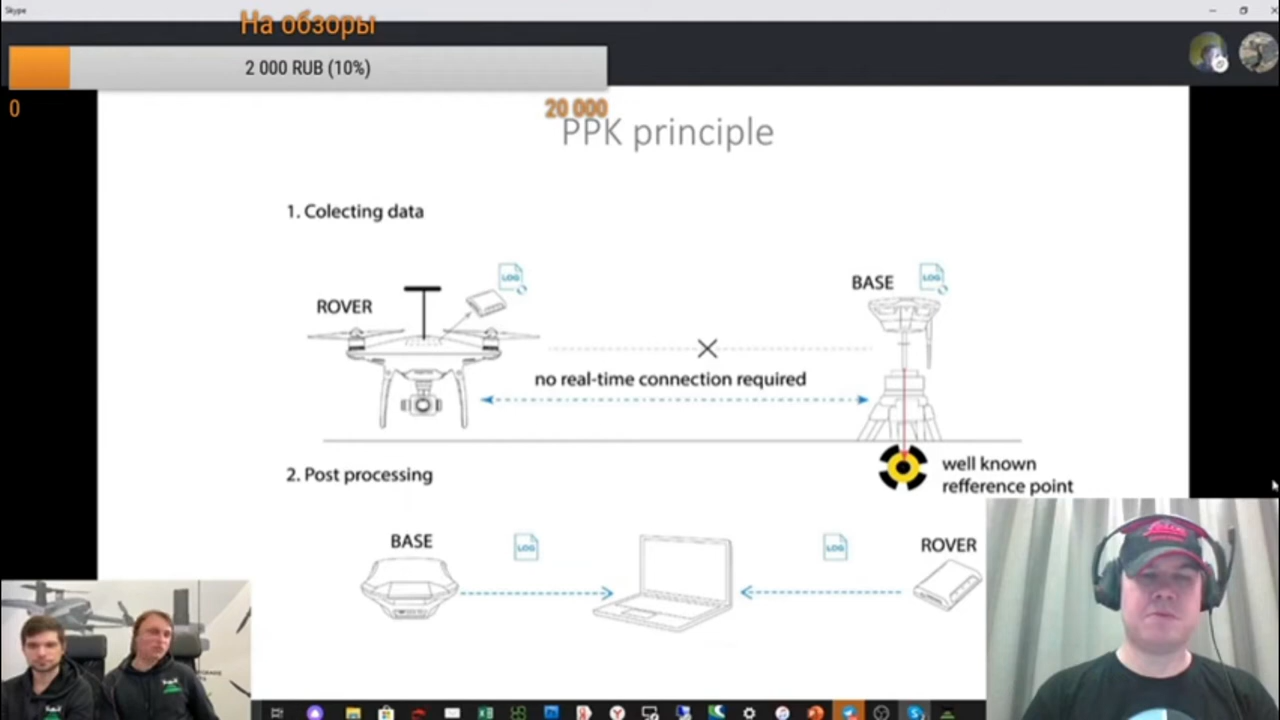 Skype
На обзоры
2 000 RUB (10%)
0
20 000
PPK principle
1. Colecting data
LOG
ROVER
BASE
LOG
no real-time connection required
well known
refference point
2. Post processing
BASE
LOG
LOG
ROVER